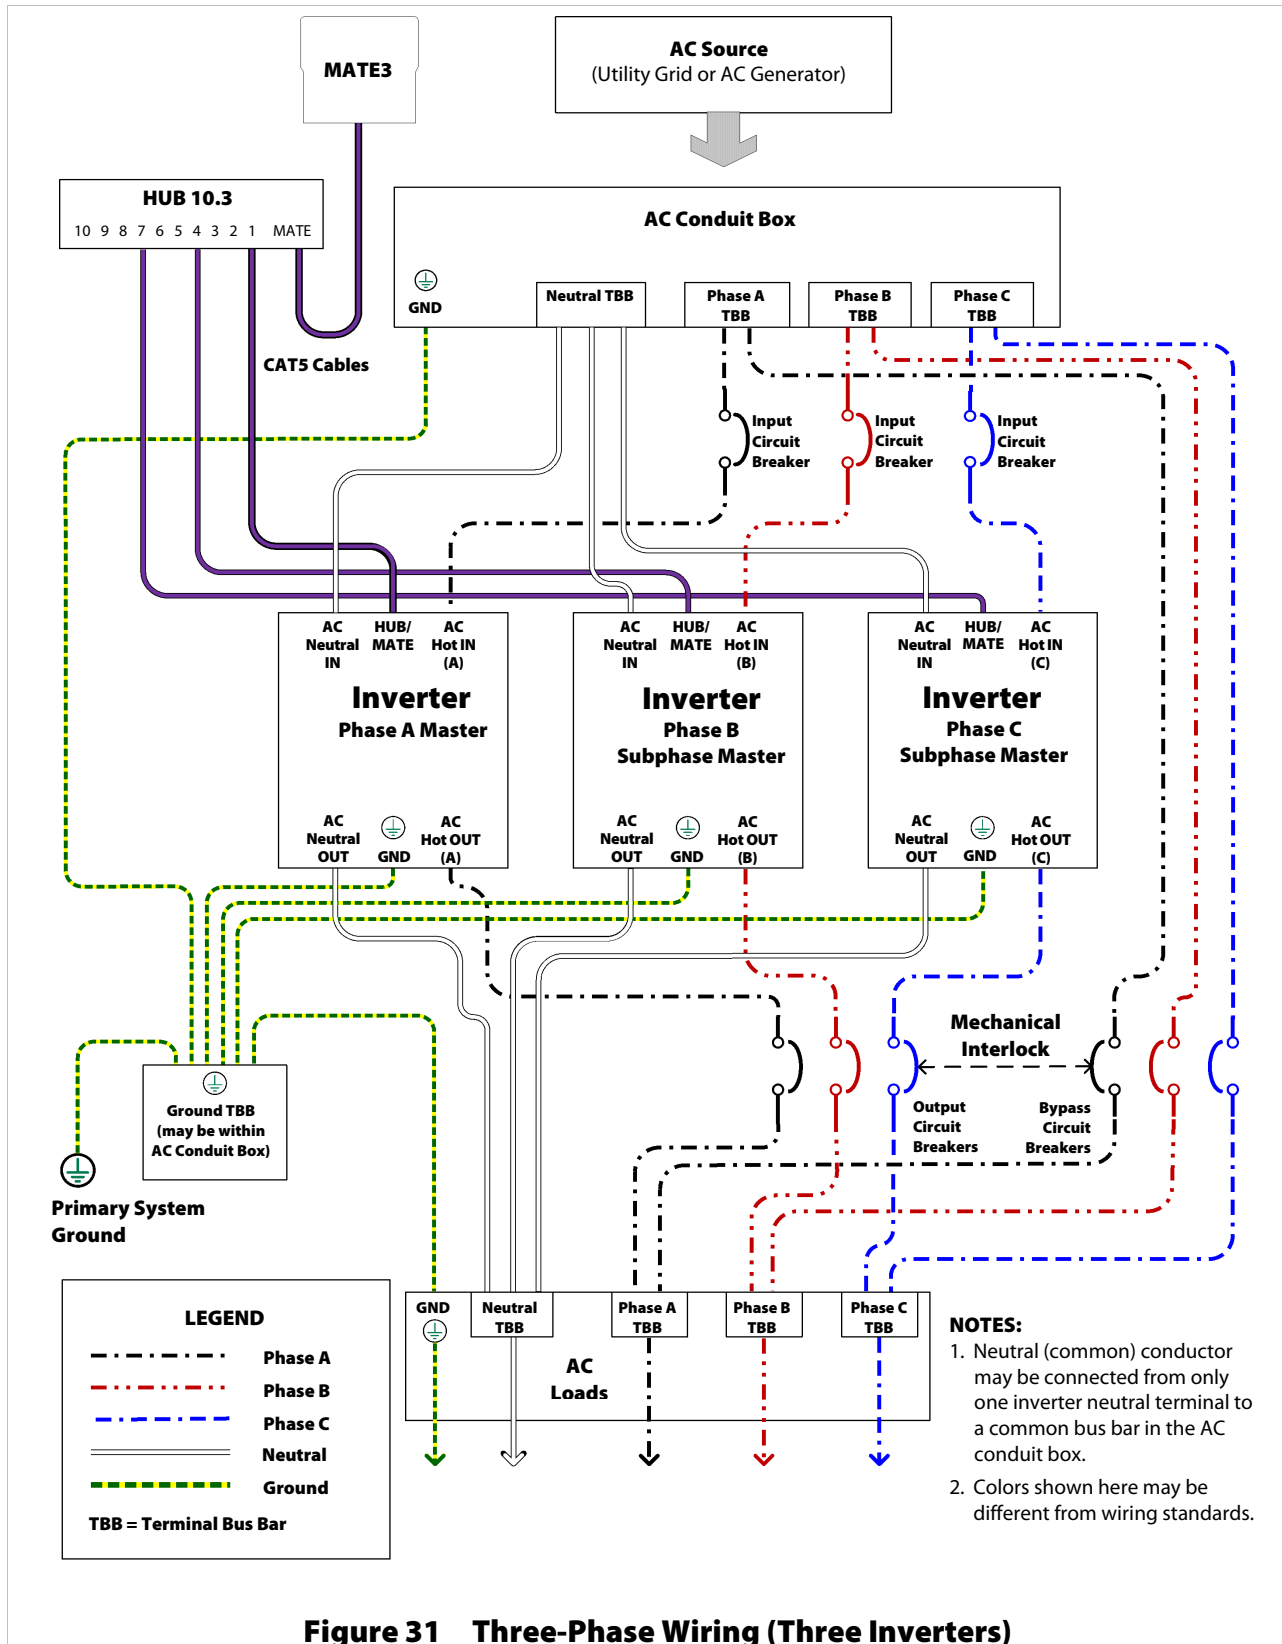 MATE3
AC Source
(Utility Grid or AC Generator)
HUB 10.3
10 9 8 7 6 5 4 3 2 1 MATE
AC Conduit Box
GND
Neutral TBB
Phase A
TBB
Phase B
TBB
Phase C
TBB
CAT5 Cables
Input
Circuit
Breaker
Input
Circuit
Breaker
Input
Circuit
Breaker
AC
Neutral
IN
HUB/
MATE
AC
Hot IN
(A)
Inverter
Phase A Master
AC
Neutral
OUT
GND
AC
Hot OUT
(A)
AC
Neutral
IN
HUB/
MATE
AC
Hot IN
(B)
Inverter
Phase B
Subphase Master
AC
Neutral
OUT
GND
AC
Hot OUT
(B)
AC
Neutral
IN
HUB/
MATE
AC
Hot IN
(C)
Inverter
Phase C
Subphase Master
AC
Neutral
OUT
GND
AC
Hot OUT
(C)
Mechanical
Interlock
Output
Circuit
Breakers
Bypass
Circuit
Breakers
Ground TBB
(may be within
AC Conduit Box)
Primary System
Ground
LEGEND
Phase A
Phase B
Phase C
Neutral
Ground
TBB = Terminal Bus Bar
GND
Neutral
TBB
Phase A
TBB
Phase B
TBB
Phase C
TBB
AC
Loads
NOTES:
1. Neutral (common) conductor
may be connected from only
one inverter neutral terminal to
a common bus bar in the AC
conduit box.
2. Colors shown here may be
different from wiring standards.
Figure 31 Three-Phase Wiring (Three Inverters)